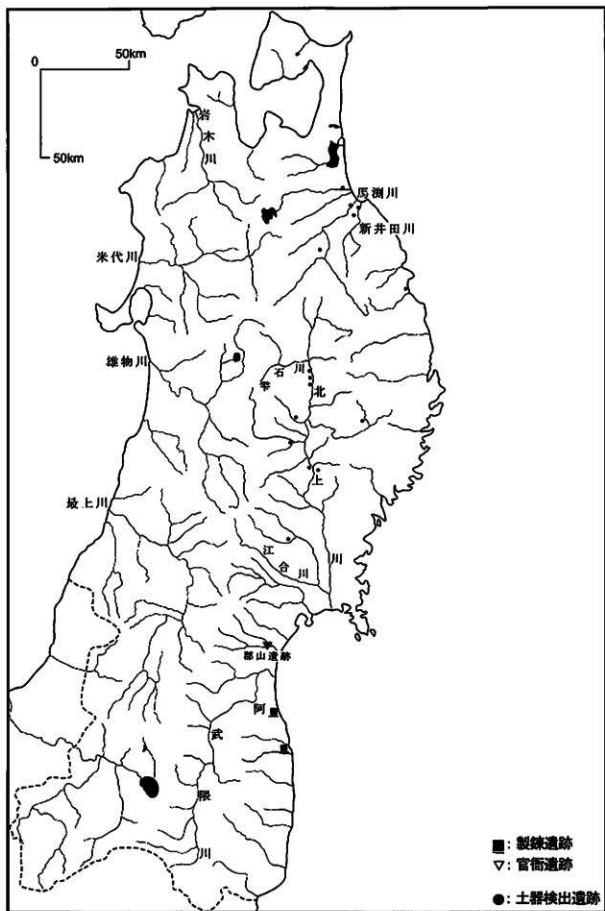 0 50km
50km
岩木川
馬渕川
新井田川
米代川
雄物川
雫石川
北上川
最上川
江合川
郡山遺跡
阿武隈川
■：製錬遺跡
▽：官衙遺跡
●：土器検出遺跡